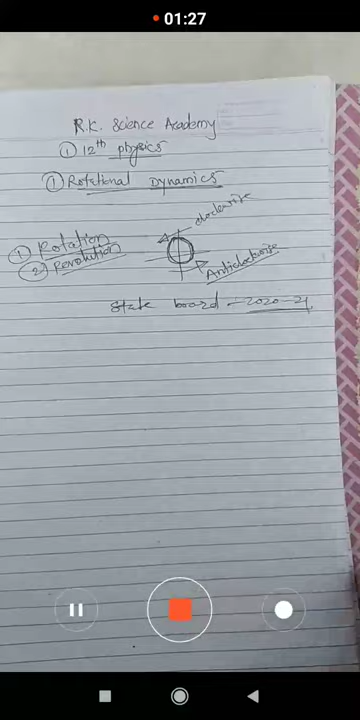 01:27
R.K. Science Academy
① 12th physics
① Rotational Dynamics
clockwise
① Rotation
② Revolution
Anticlockwise
State board - 2020-21.